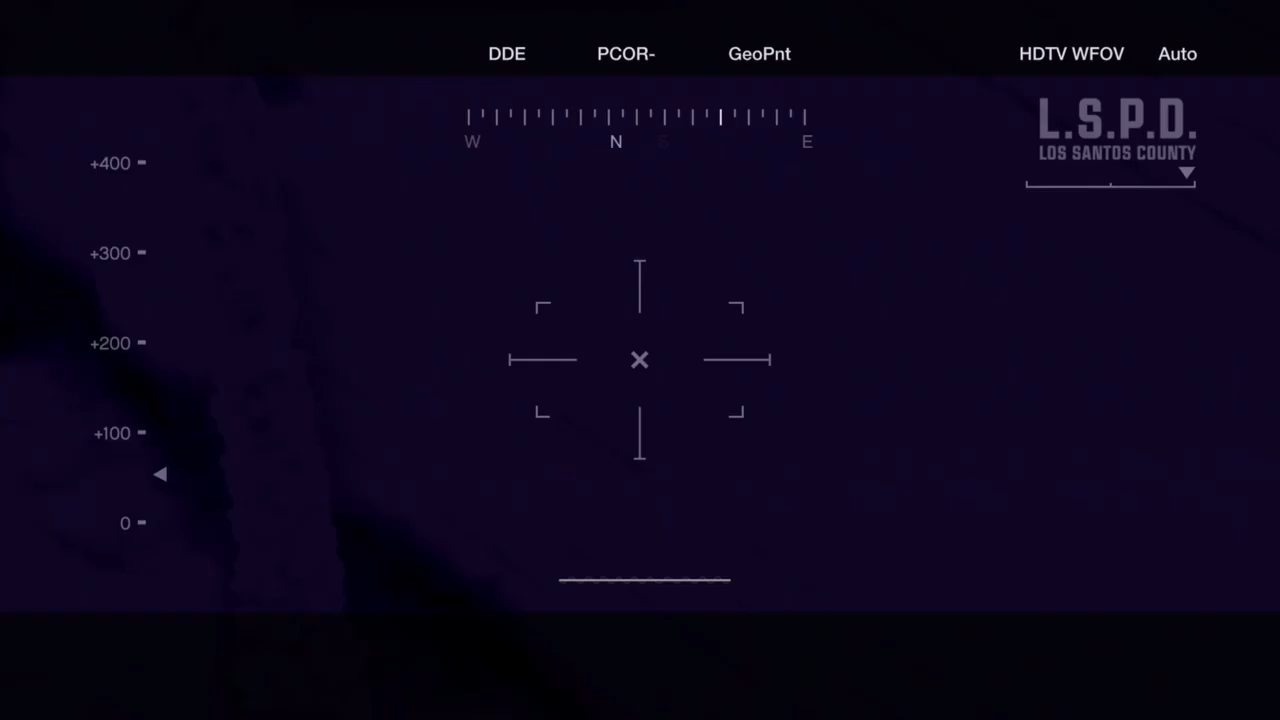 DDE PCOR- GeoPnt HDTV WFOV Auto
L.S.P.D.
LOS SANTOS COUNTY
W N E
+400
+300
+200
+100
0